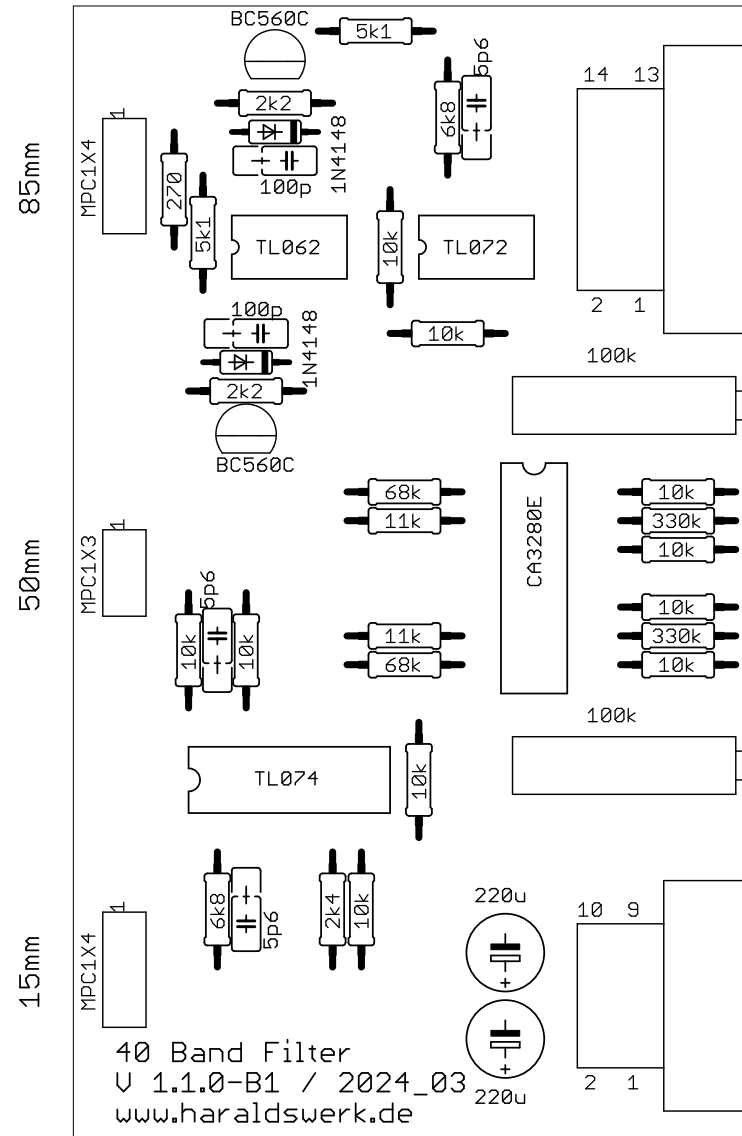 BC560C
5k1
5p6
14 13
2k2
6k8
MPC1X4
1
85mm
270
1N4148
100p
5k1
TL062
10k
TL072
100p
1N4148
2 1
10k
100k
2k2
BC560C
68k
10k
11k
330k
CA3280E
10k
50mm
MPC1X3
1
5p6
10k
10k
10k
11k
330k
68k
10k
100k
TL074
10k
15mm
MPC1X4
1
6k8
5p6
2k4
10k
220u
10 9
40 Band Filter
V 1.1.0-B1 / 2024_03
www.haraldswerk.de
220u
2 1